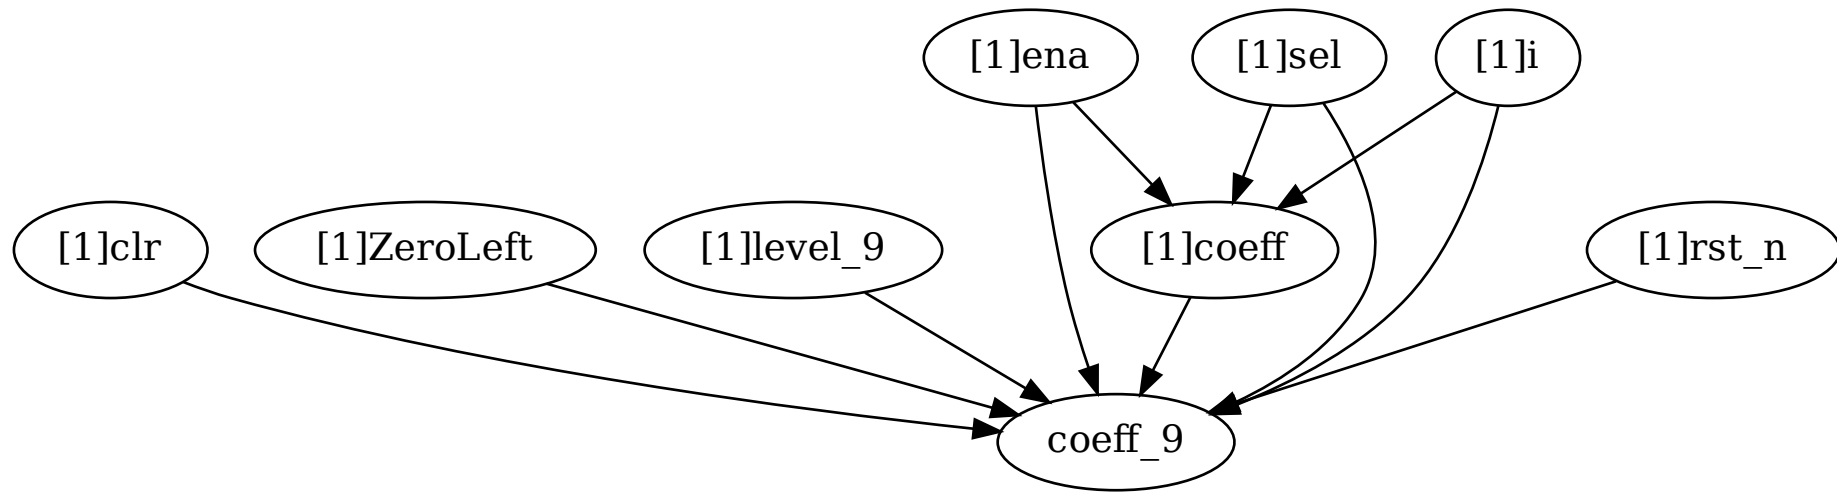 [1]ena
[1]sel
[1]i
[1]clr
[1]ZeroLeft
[1]level_9
[1]coeff
[1]rst_n
coeff_9